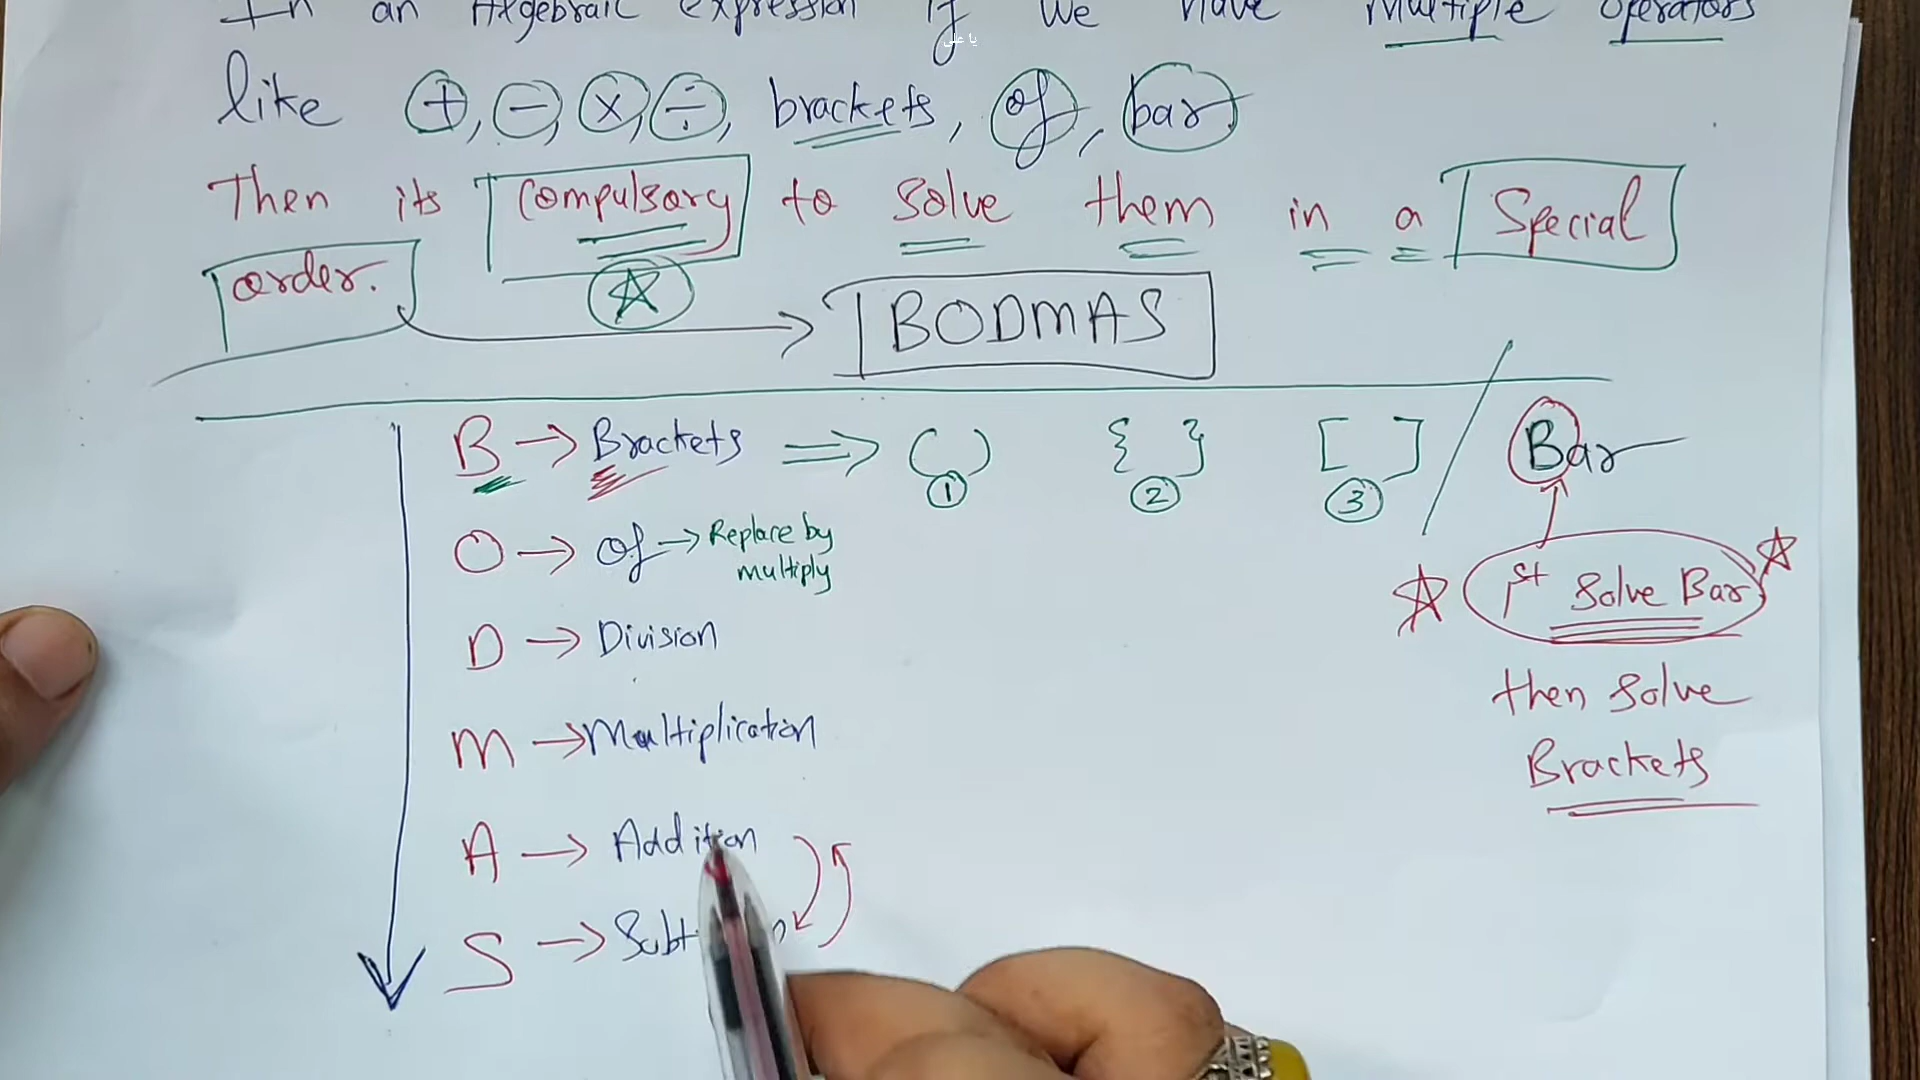 In an Algebraic expression if we have multiple operators
يا علي
like +, -, ×, ÷, brackets, of, bar
Then its compulsory to solve them in a Special
order.
BODMAS
B → Brackets ⇒ ( ) { } [ ] / Bar
1 2 3
O → Of → Replace by
multiply
1st Solve Bar
D → Division
then Solve
M → Multiplication
Brackets
A → Addition
S →